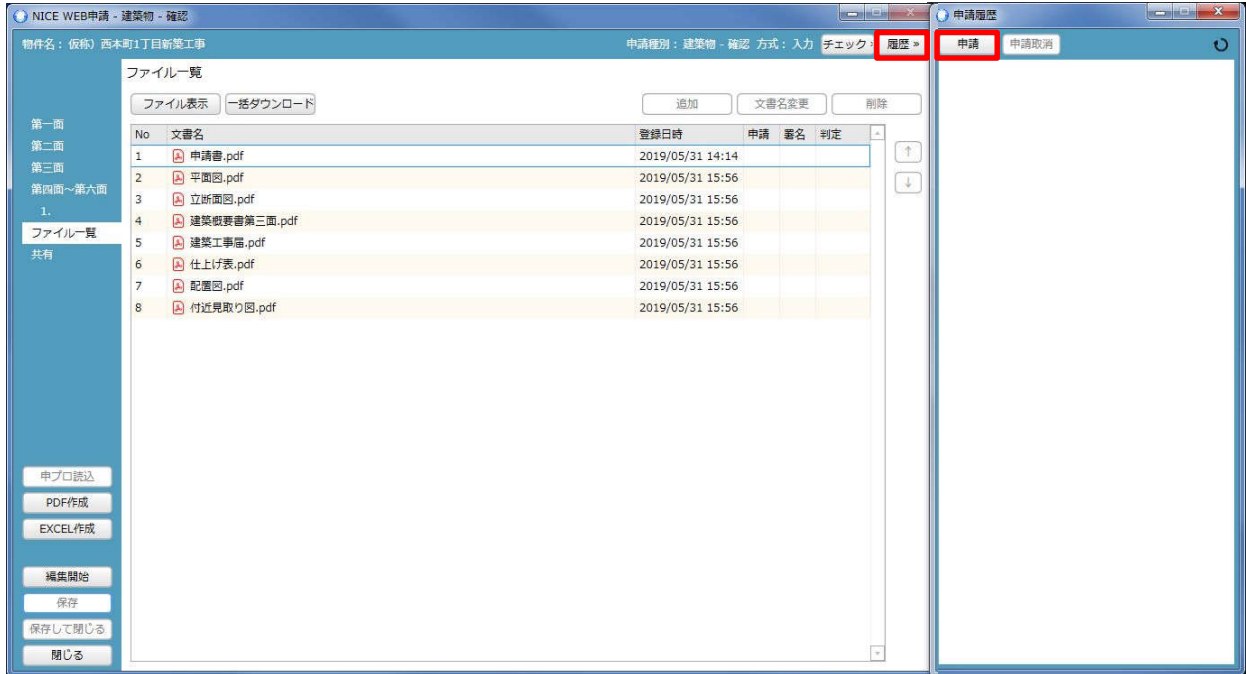 NICE WEB申請 - 建築物 - 確認
物件名：仮称）西本町1丁目新築工事
申請種別：建築物 - 確認 方式：入力
チェック»
履歴 »
第一面
第二面
第三面
第四面～第六面
1.
ファイル一覧
共有
申プロ読込
PDF作成
EXCEL作成
編集開始
保存
保存して閉じる
閉じる
ファイル一覧
ファイル表示 一括ダウンロード 追加 文書名変更 削除
No 文書名 登録日時 申請 署名 判定
1 申請書.pdf 2019/05/31 14:14
2 平面図.pdf 2019/05/31 15:56
3 立断面図.pdf 2019/05/31 15:56
4 建築概要書第三面.pdf 2019/05/31 15:56
5 建築工事届.pdf 2019/05/31 15:56
6 仕上げ表.pdf 2019/05/31 15:56
7 配置図.pdf 2019/05/31 15:56
8 付近見取り図.pdf 2019/05/31 15:56
↑
↓
申請履歴
申請 申請取消